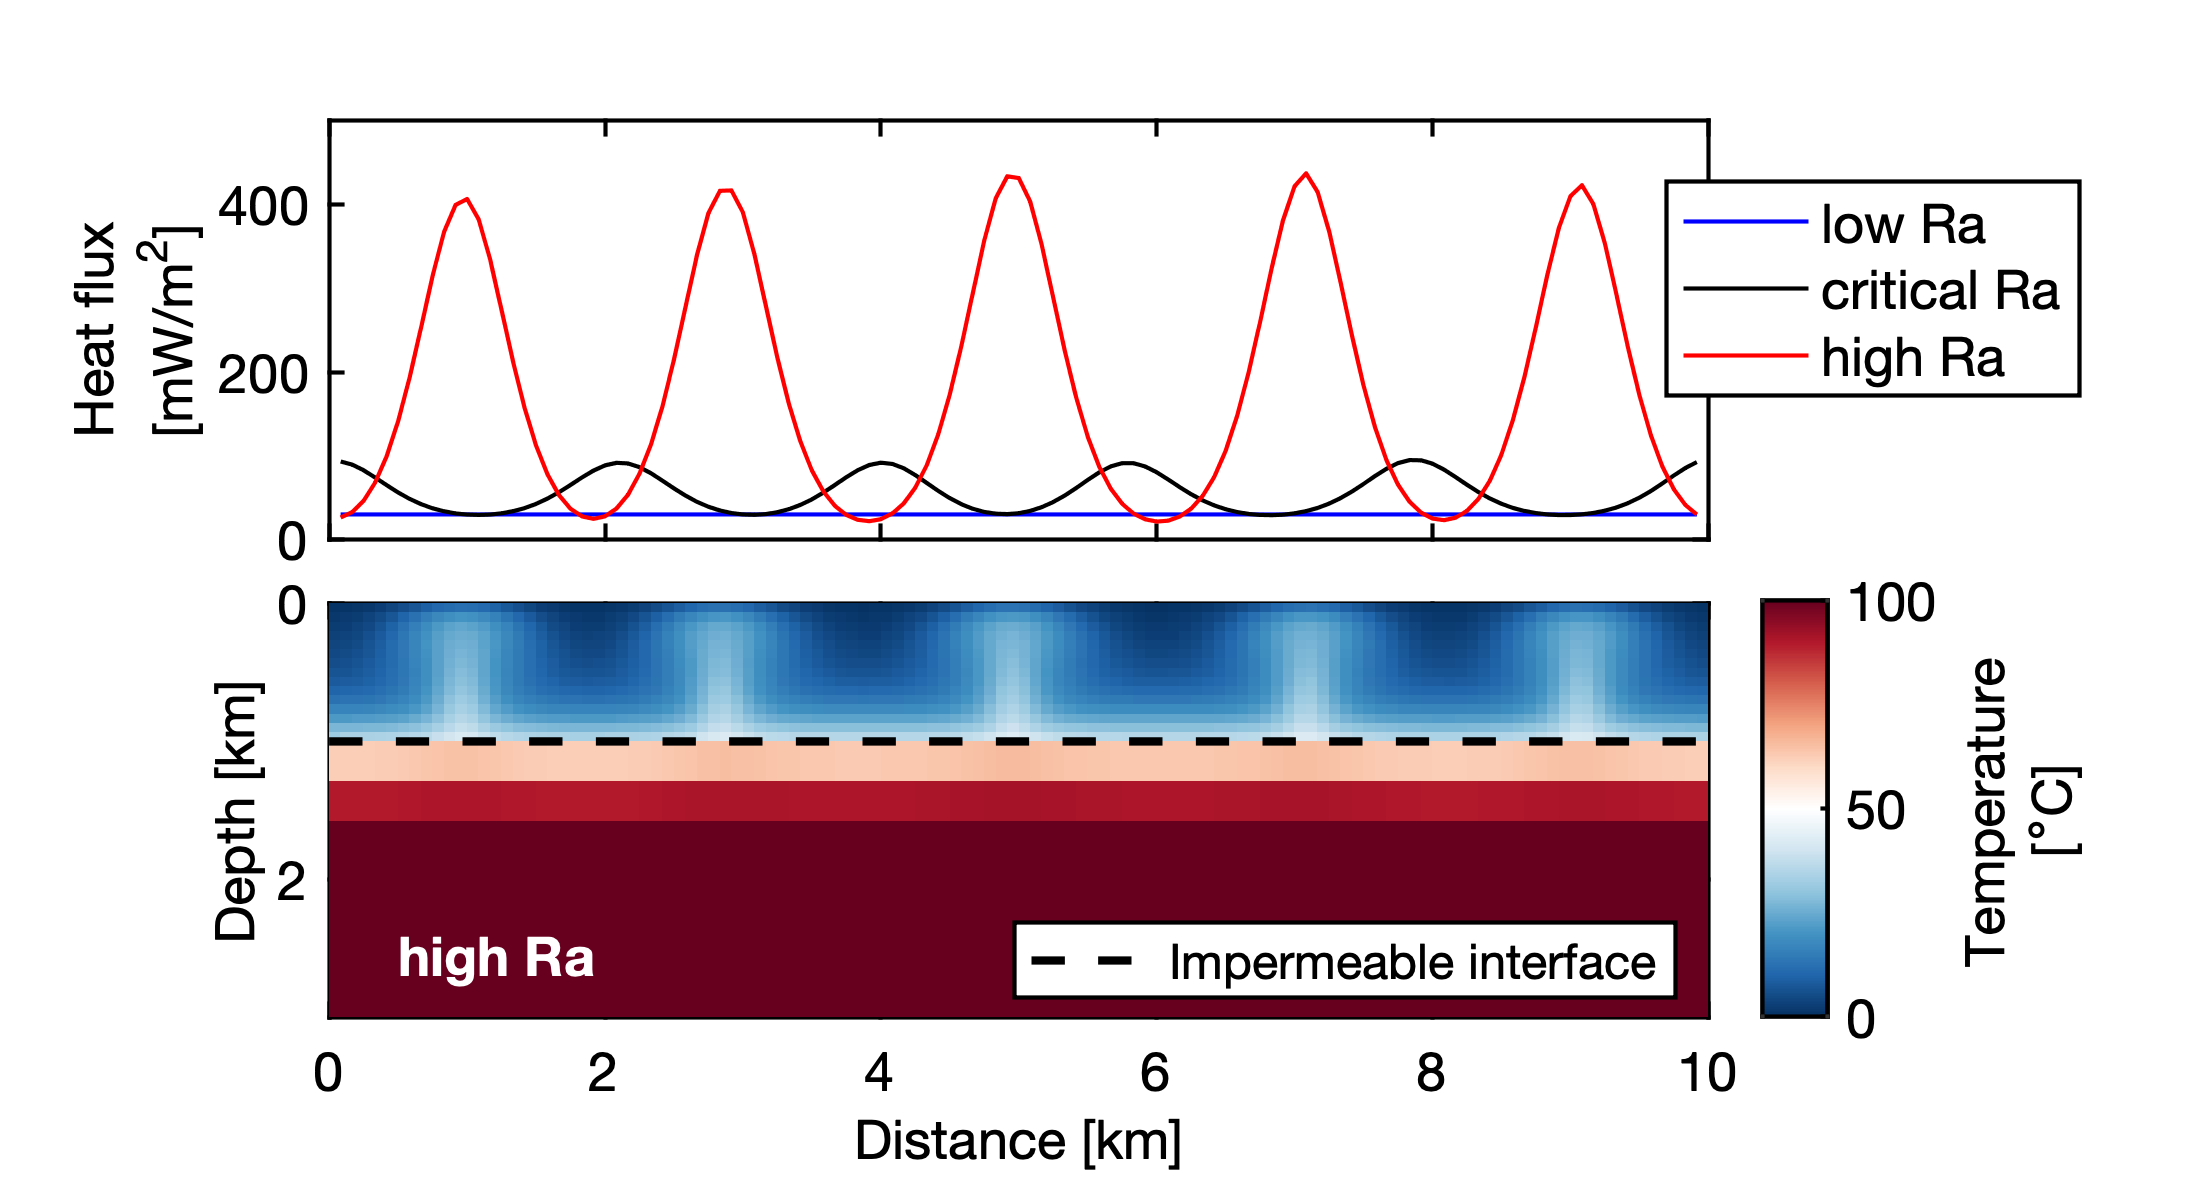 Heat flux
[mW/m²]
400
200
0
low Ra
critical Ra
high Ra
Depth [km]
0
2
high Ra
Impermeable interface
100
50
0
Temperature
[°C]
0 2 4 6 8 10
Distance [km]